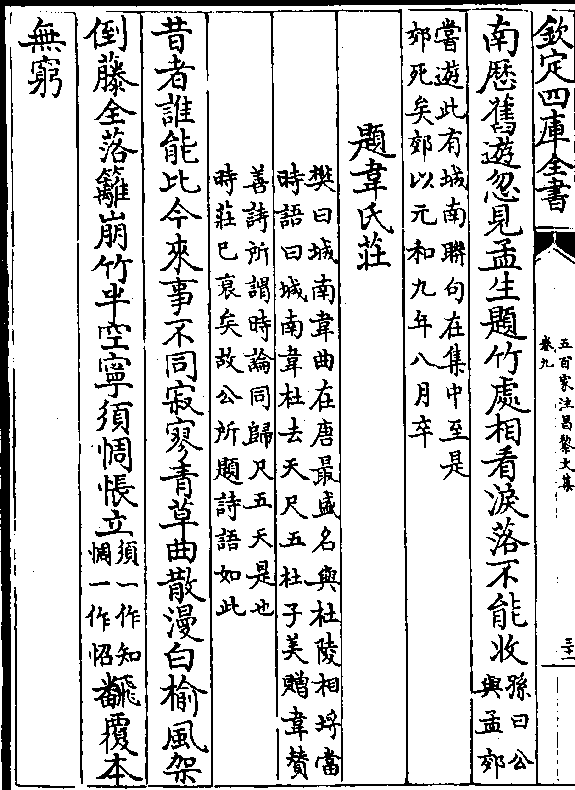 欽定四庫全書
五百家注昌黎文集
卷九
三十一
南歷舊遊忽見孟生題竹處相看淚落不能收孫曰公
與孟郊
嘗遊此有城南聯句在集中至是
郊死矣郊以元和九年八月卒
題韋氏莊
樊曰城南韋曲在唐最盛名與杜陵相埒當
時語曰城南韋杜去天尺五杜子美贈韋贊
善詩所謂時論同歸尺五天是也
時莊已衰矣故公所題詩語如此
昔者誰能比今來事不同寂寥青草曲散漫白榆風架
倒藤全落籬崩竹半空寧須惆悵立須一作知
惆一作怊飜覆本
無窮